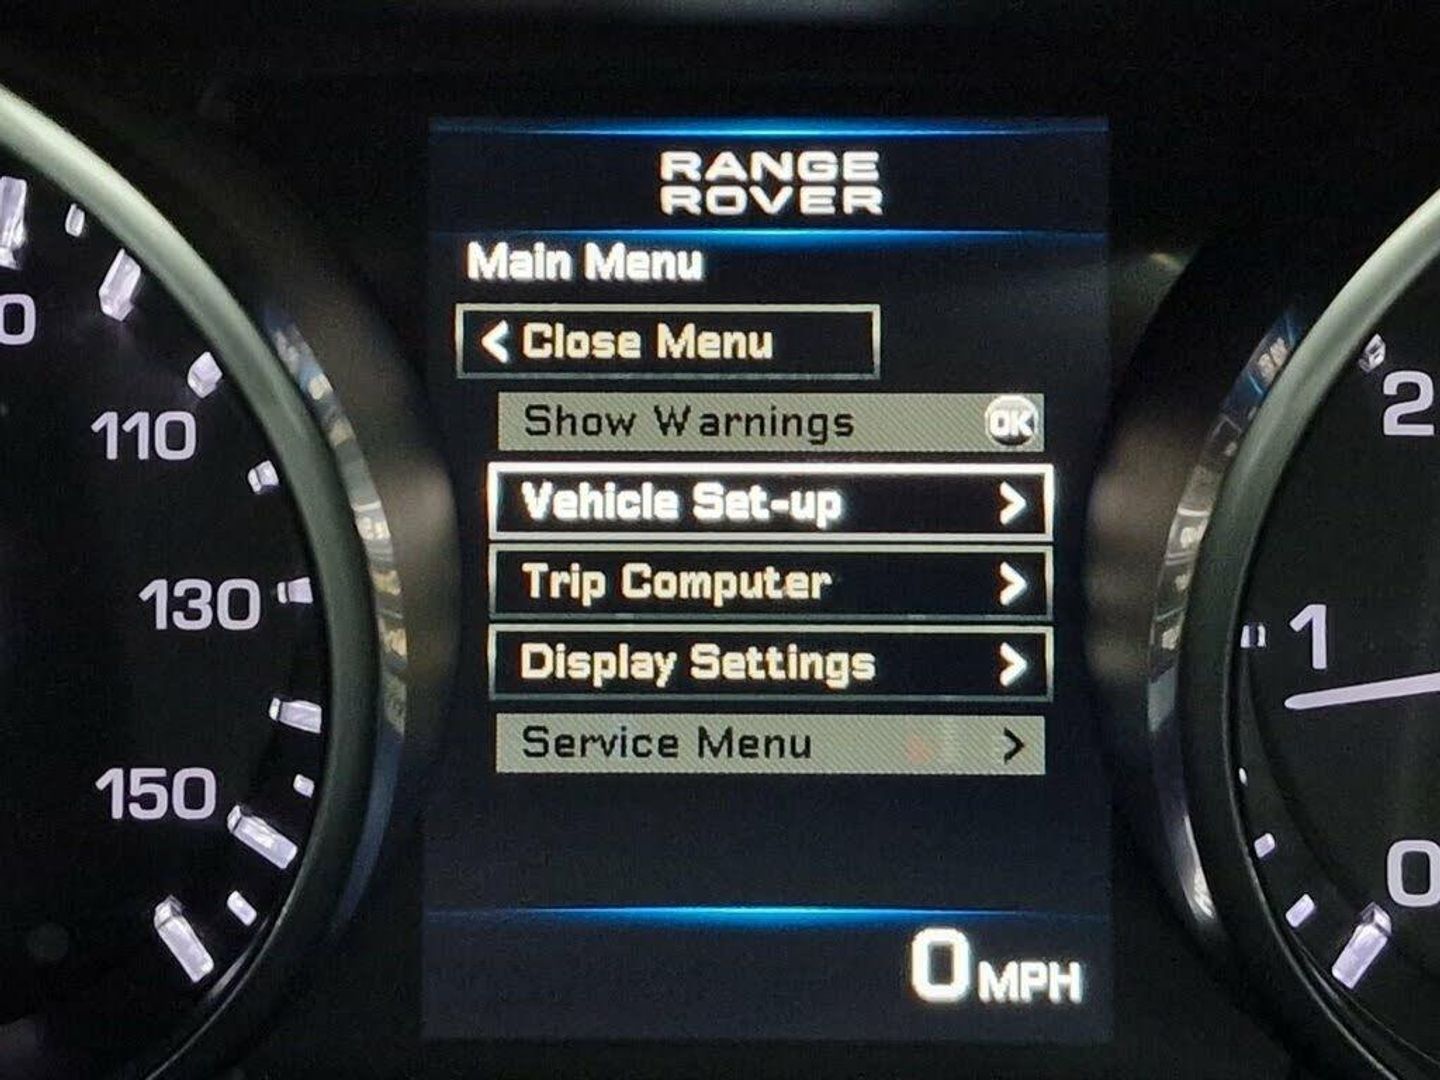 RANGE
ROVER
Main Menu
< Close Menu
Show Warnings OK
Vehicle Set-up >
Trip Computer >
Display Settings >
Service Menu >
0 MPH
110
130
150
2
1
0